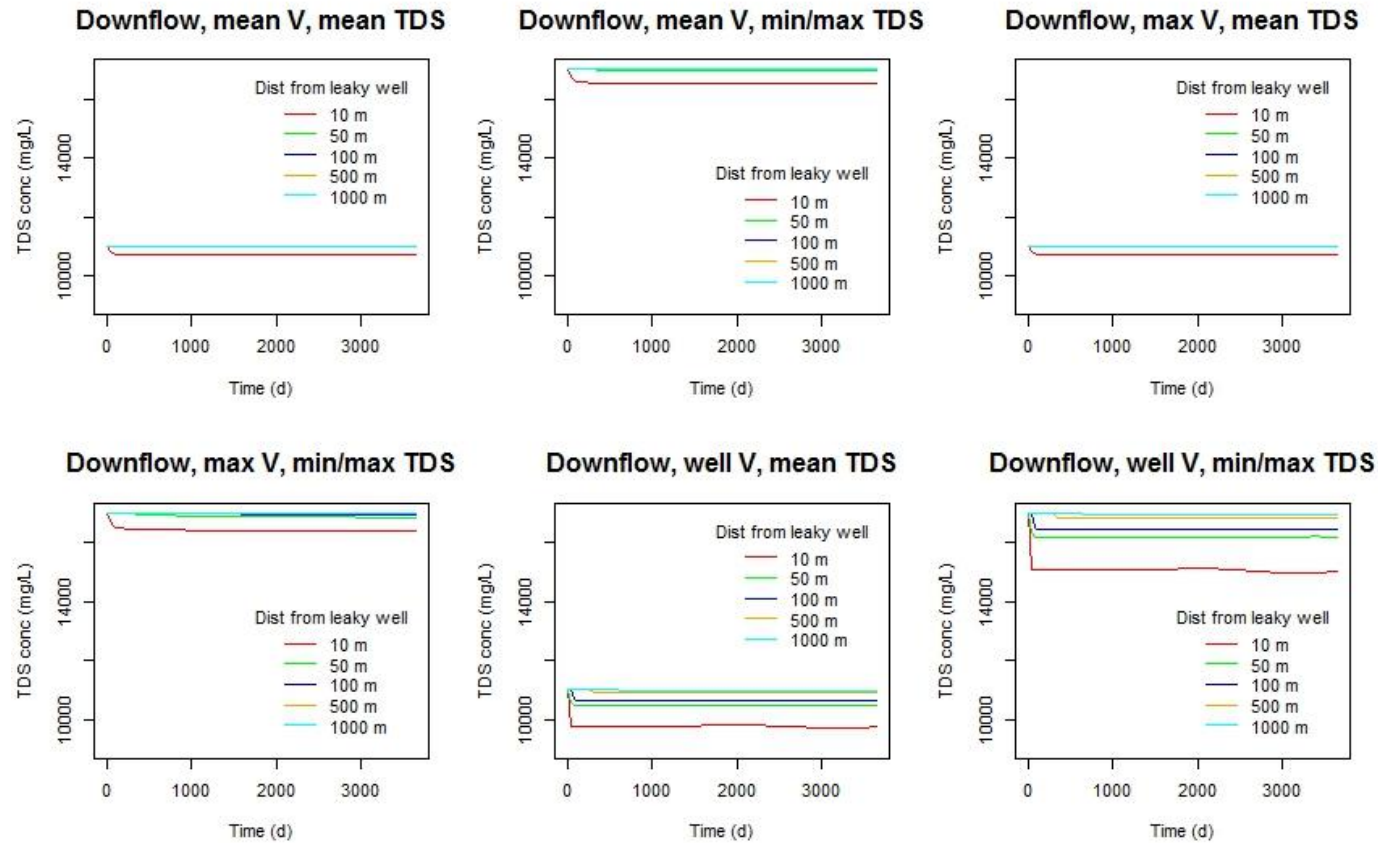 Downflow, mean V, mean TDS
TDS conc (mg/L)
14000
10000
Dist from leaky well
10 m
50 m
100 m
500 m
1000 m
0 1000 2000 3000
Time (d)
Downflow, mean V, min/max TDS
TDS conc (mg/L)
14000
10000
Dist from leaky well
10 m
50 m
100 m
500 m
1000 m
0 1000 2000 3000
Time (d)
Downflow, max V, mean TDS
TDS conc (mg/L)
14000
10000
Dist from leaky well
10 m
50 m
100 m
500 m
1000 m
0 1000 2000 3000
Time (d)
Downflow, max V, min/max TDS
TDS conc (mg/L)
14000
10000
Dist from leaky well
10 m
50 m
100 m
500 m
1000 m
0 1000 2000 3000
Time (d)
Downflow, well V, mean TDS
TDS conc (mg/L)
14000
10000
Dist from leaky well
10 m
50 m
100 m
500 m
1000 m
0 1000 2000 3000
Time (d)
Downflow, well V, min/max TDS
TDS conc (mg/L)
14000
10000
Dist from leaky well
10 m
50 m
100 m
500 m
1000 m
0 1000 2000 3000
Time (d)